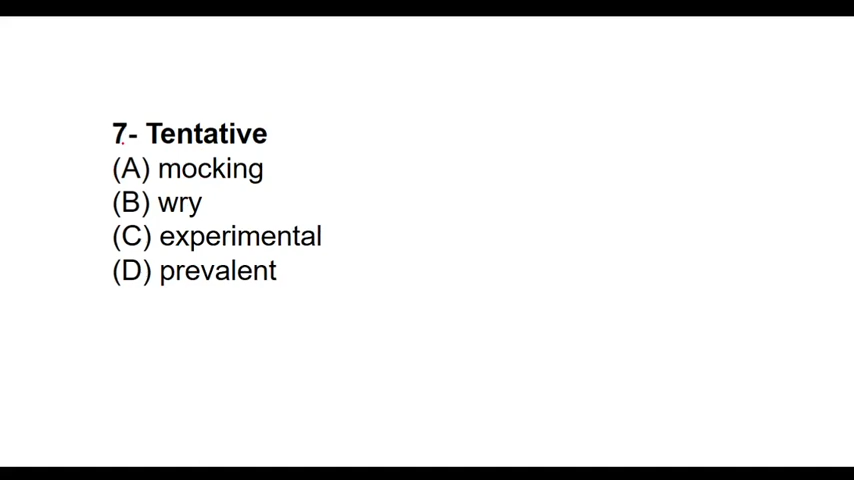 7- Tentative
(A) mocking
(B) wry
(C) experimental
(D) prevalent